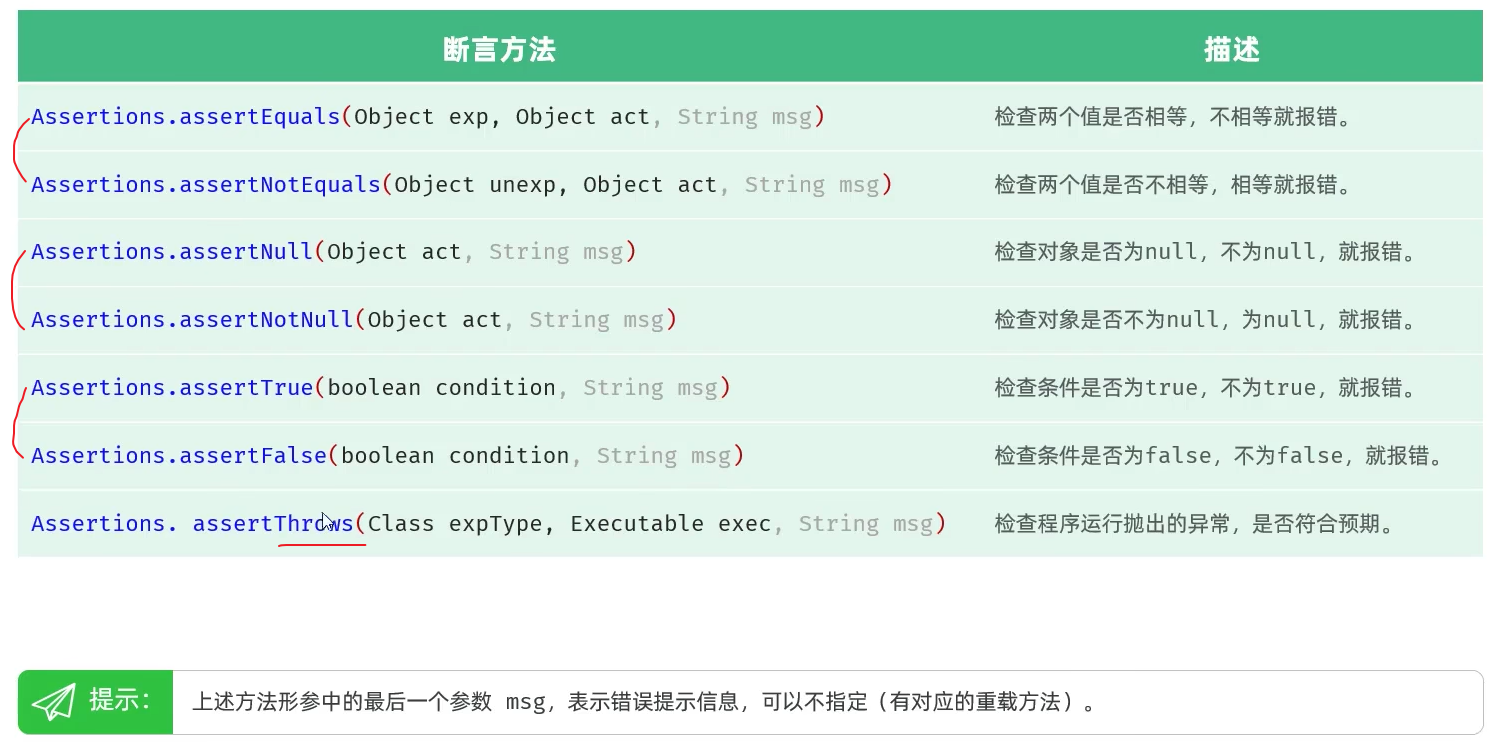 断言方法 描述
Assertions.assertEquals(Object exp, Object act, String msg) 检查两个值是否相等，不相等就报错。
Assertions.assertNotEquals(Object unexp, Object act, String msg) 检查两个值是否不相等，相等就报错。
Assertions.assertNull(Object act, String msg) 检查对象是否为null，不为null，就报错。
Assertions.assertNotNull(Object act, String msg) 检查对象是否不为null，为null，就报错。
Assertions.assertTrue(boolean condition, String msg) 检查条件是否为true，不为true，就报错。
Assertions.assertFalse(boolean condition, String msg) 检查条件是否为false，不为false，就报错。
Assertions. assertThrows(Class expType, Executable exec, String msg) 检查程序运行抛出的异常，是否符合预期。
提示： 上述方法形参中的最后一个参数 msg，表示错误提示信息，可以不指定（有对应的重载方法）。